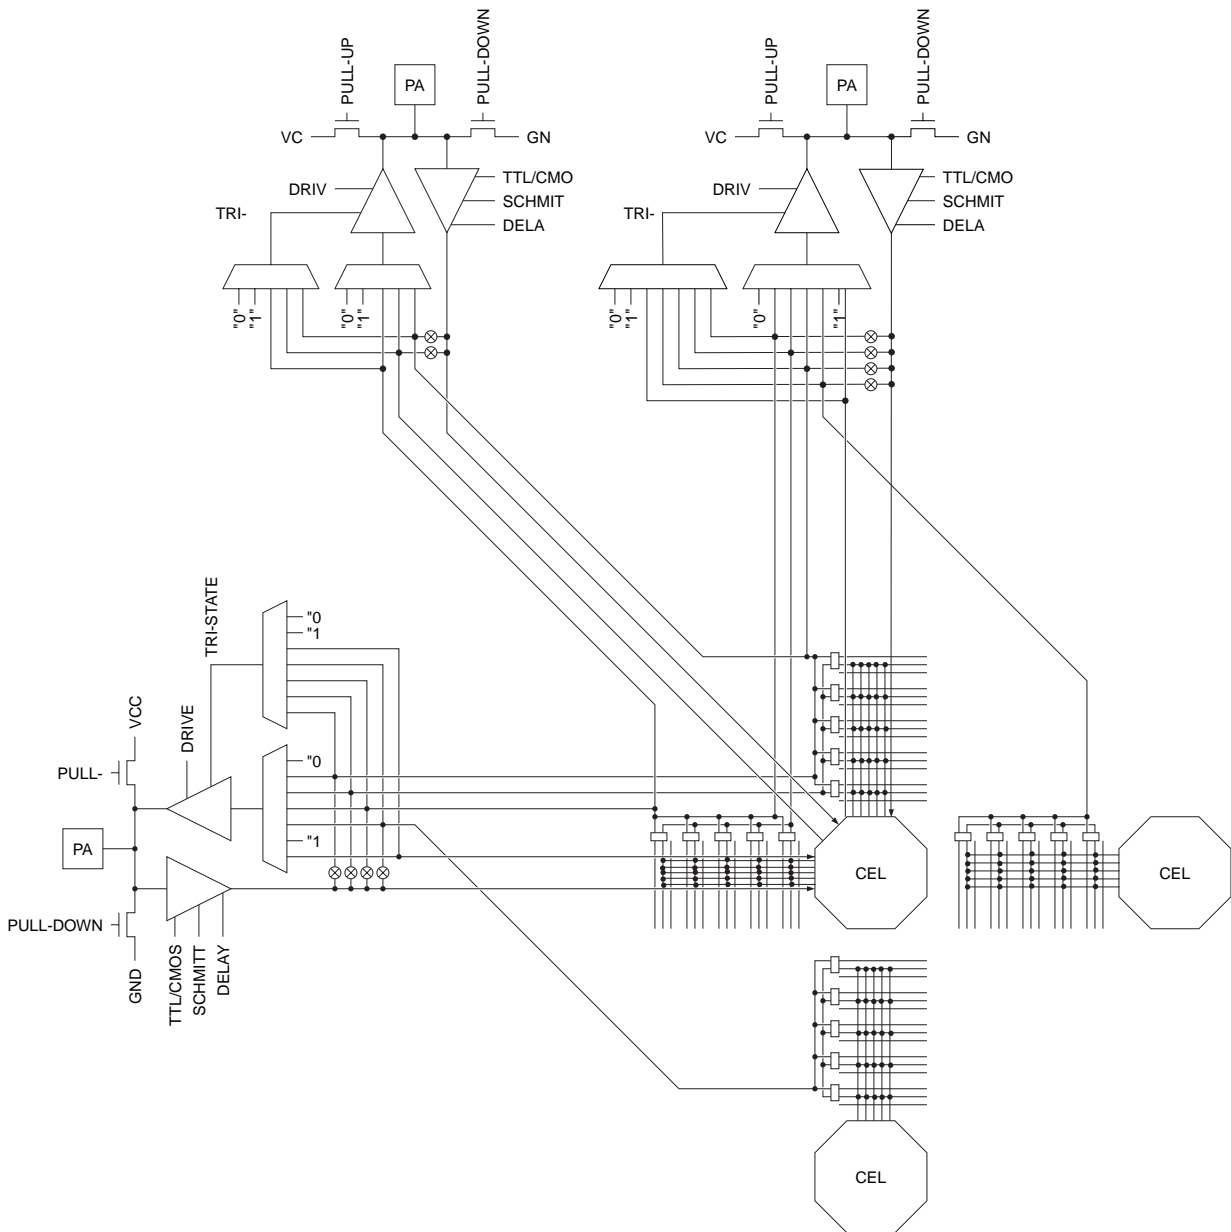 PULL-UP
PULL-DOWN
PA
VC
GN
DRIV
TTL/CMO
SCHMIT
DELA
TRI-
"0"
"1"
"0"
"1"
PULL-UP
PULL-DOWN
PA
VC
GN
DRIV
TTL/CMO
SCHMIT
DELA
TRI-
"0"
"1"
"0"
"1"
TRI-STATE
"0
"1
VCC
DRIVE
PULL-
"0
PA
"1
PULL-DOWN
GND
TTL/CMOS
SCHMITT
DELAY
CEL
CEL
CEL